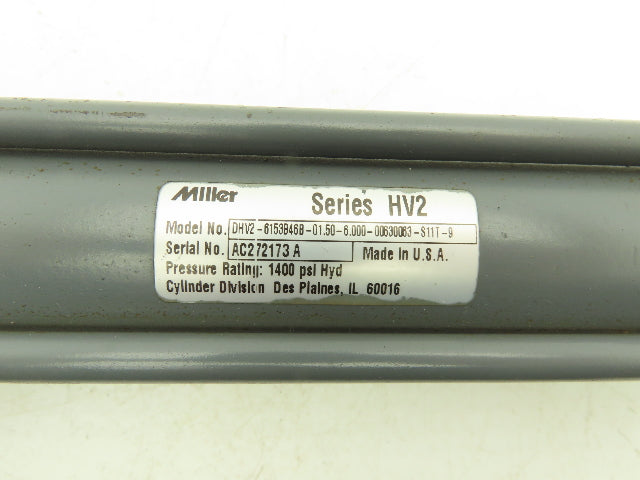 Miller Series HV2
Model No. DHV2-6153B46B-01.50-6.000-00630063-S11T-9
Serial No. AC272173 A Made in U.S.A.
Pressure Rating: 1400 psi Hyd
Cylinder Division Des Plaines, IL 60016